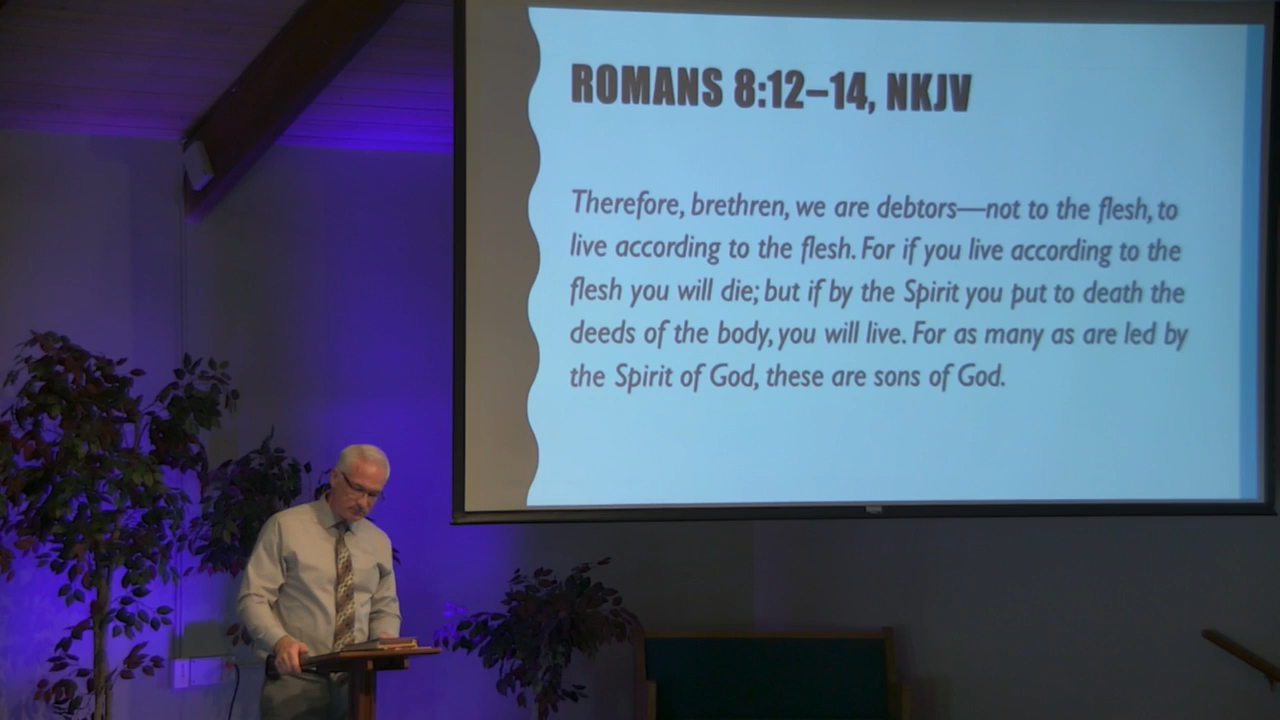 ROMANS 8:12–14, NKJV
Therefore, brethren, we are debtors—not to the flesh, to
live according to the flesh. For if you live according to the
flesh you will die; but if by the Spirit you put to death the
deeds of the body, you will live. For as many as are led by
the Spirit of God, these are sons of God.